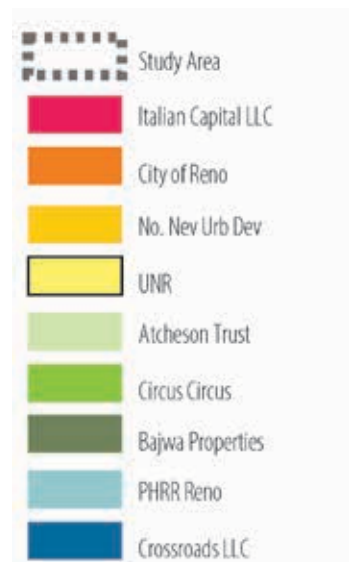 Study Area
Italian Capital LLC
City of Reno
No. Nev Urb Dev
UNR
Atcheson Trust
Circus Circus
Bajwa Properties
PHRR Reno
Crossroads LLC